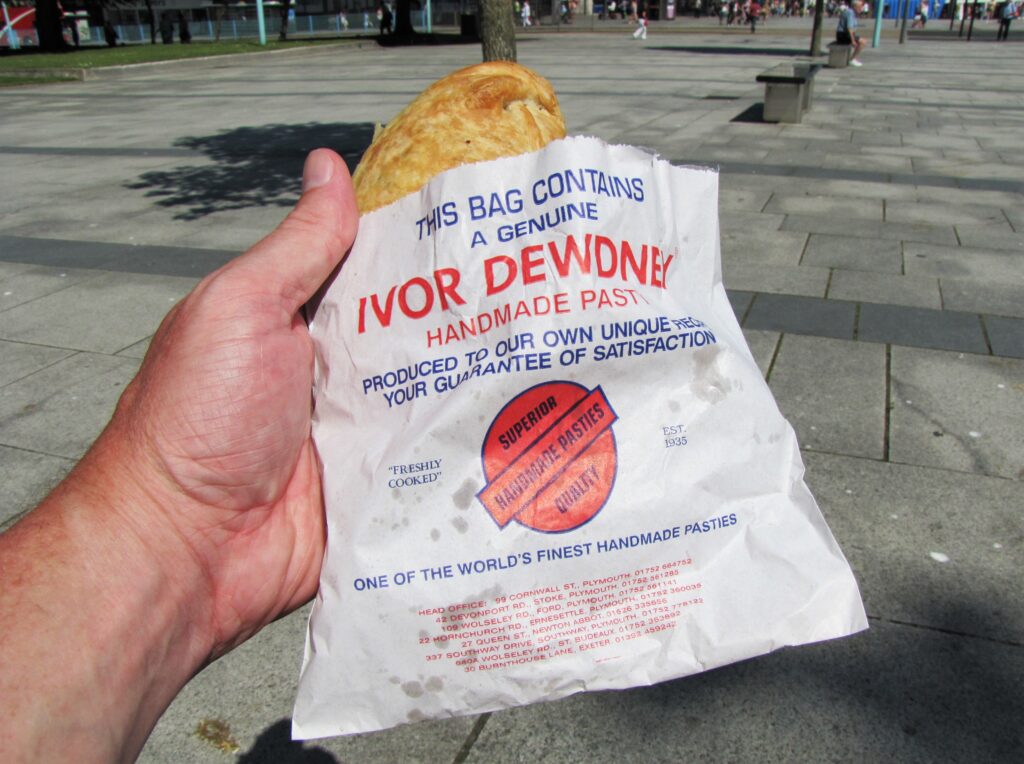 THIS BAG CONTAINS
A GENUINE
IVOR DEWDNEY
HANDMADE PASTY
PRODUCED TO OUR OWN UNIQUE RECI
YOUR GUARANTEE OF SATISFACTION
SUPERIOR
HANDMADE PASTIES
QUALITY
"FRESHLY
COOKED"
EST.
1935
ONE OF THE WORLD'S FINEST HANDMADE PASTIES
HEAD OFFICE: 99 CORNWALL ST., PLYMOUTH. 01752 664752
42 DEVONPORT RD., STOKE, PLYMOUTH. 01752 561285
109 WOLSELEY RD., FORD, PLYMOUTH. 01752 561141
22 HORNCHURCH RD., ERNESETTLE, PLYMOUTH. 01752 360035
27 QUEEN ST., NEWTON ABBOT. 01626 335656
337 SOUTHWAY DRIVE, SOUTHWAY, PLYMOUTH. 01752 778122
660A WOLSELEY RD., ST. BUDEAUX. 01752 363692
30 BURNTHOUSE LANE, EXETER. 01392 459242